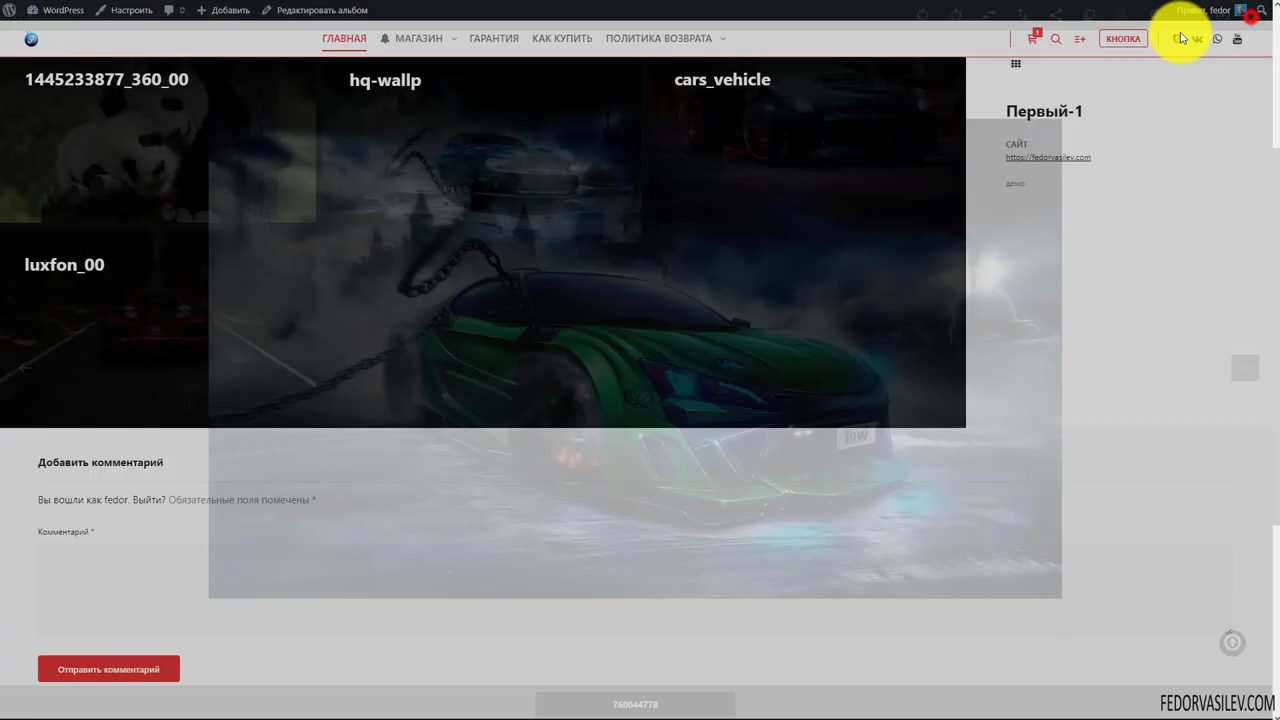 WordPress Настроить 0 Добавить Редактировать альбом Привет, fedor
ГЛАВНАЯ МАГАЗИН ГАРАНТИЯ КАК КУПИТЬ ПОЛИТИКА ВОЗВРАТА 1 КНОПКА
1445233877_360_00 hq-wallp cars_vehicle
Первый-1
САЙТ
https://fedorvasilev.com
демо
luxfon_00
Добавить комментарий
Вы вошли как fedor. Выйти? Обязательные поля помечены *
Комментарий *
Отправить комментарий
760044778
FEDORVASILEV.COM